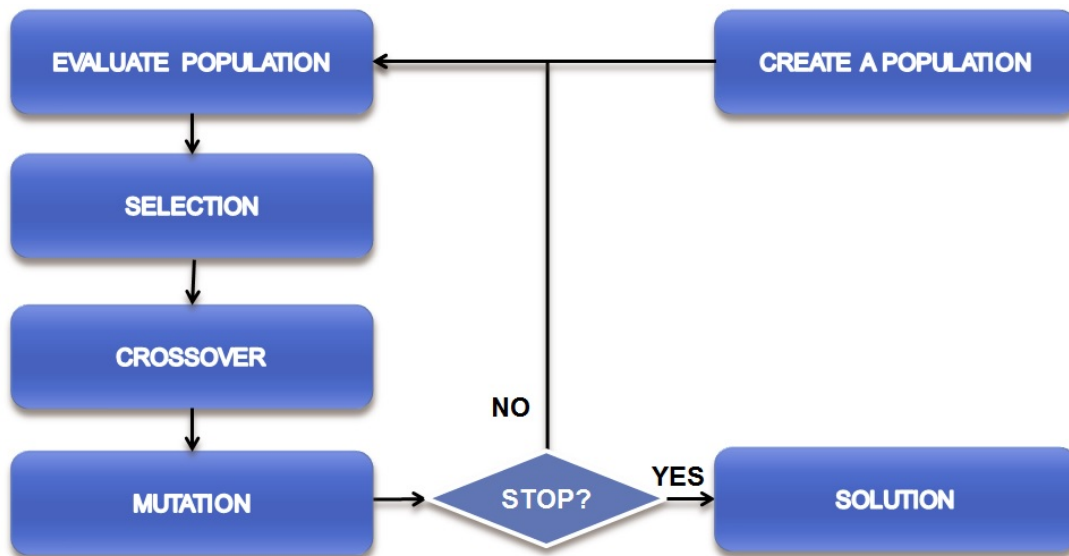 EVALUATE POPULATION
CREATE A POPULATION
SELECTION
CROSSOVER
NO
MUTATION
STOP?
YES
SOLUTION